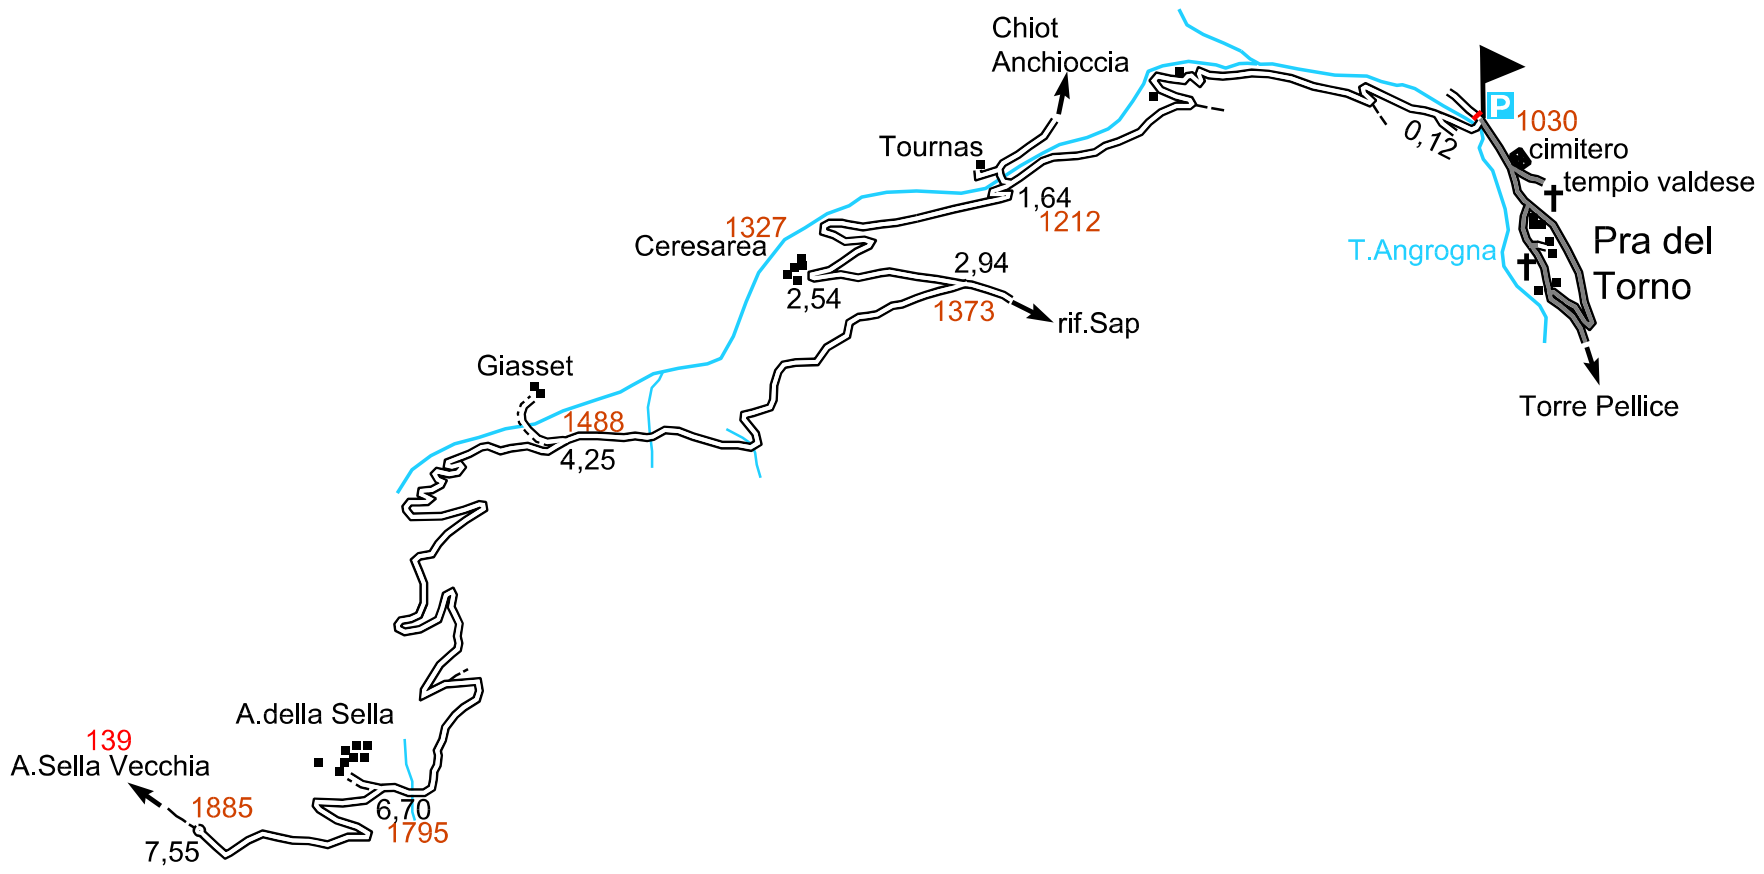 Chiot
Anchioccia
P
1030
0,12
cimitero
tempio valdese
Tournas
1,64
1212
1327
Ceresarea
Pra del
Torno
T.Angrogna
2,94
2,54
1373
rif.Sap
Giasset
1488
4,25
Torre Pellice
A.della Sella
139
A.Sella Vecchia
1885
6,70
1795
7,55